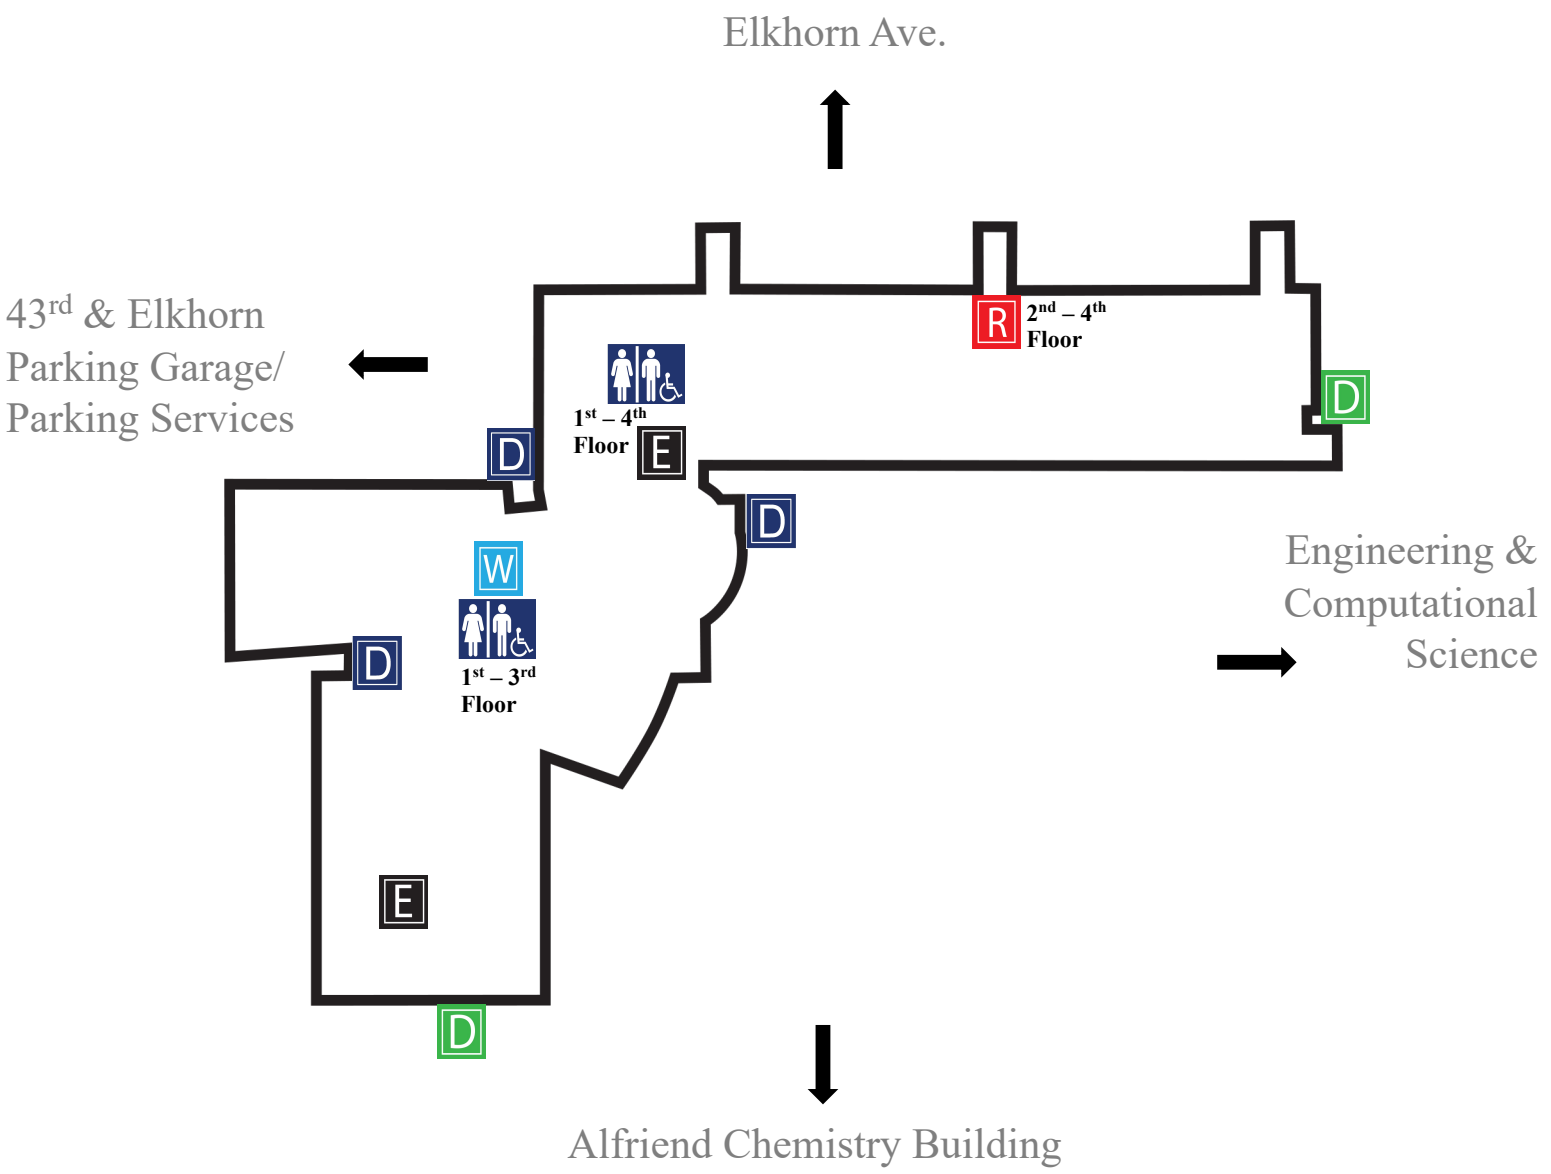 Elkhorn Ave.
43rd & Elkhorn
Parking Garage/
Parking Services
R
2nd – 4th
Floor
D
1st – 4th
Floor
E
D
D
W
Engineering &
Computational
Science
D
1st – 3rd
Floor
E
D
Alfriend Chemistry Building